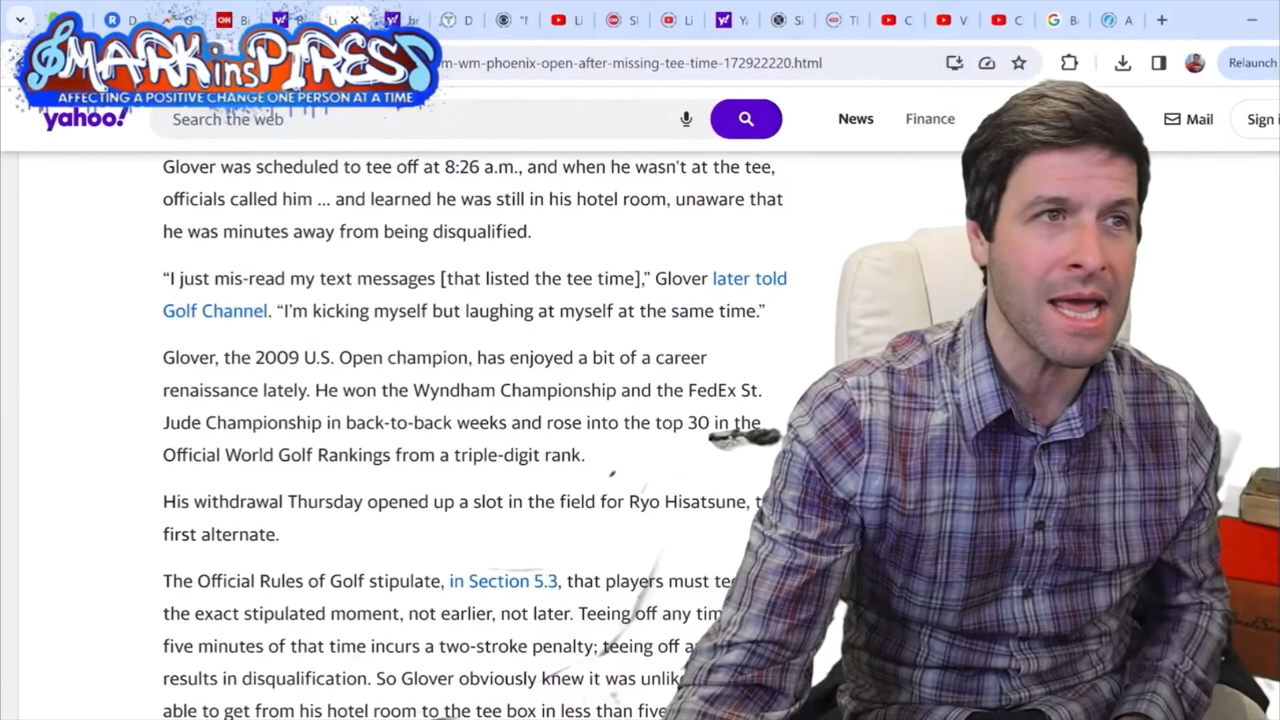 CNN
MARKinsPIRES
AFFECTING A POSITIVE CHANGE ONE PERSON AT A TIME
m-wm-phoenix-open-after-missing-tee-time-172922220.html
Relaunch
yahoo!
Search the web
News
Finance
Mail
Sign
Glover was scheduled to tee off at 8:26 a.m., and when he wasn't at the tee,
officials called him ... and learned he was still in his hotel room, unaware that
he was minutes away from being disqualified.
“I just mis-read my text messages [that listed the tee time],” Glover later told
Golf Channel. “I'm kicking myself but laughing at myself at the same time.”
Glover, the 2009 U.S. Open champion, has enjoyed a bit of a career
renaissance lately. He won the Wyndham Championship and the FedEx St.
Jude Championship in back-to-back weeks and rose into the top 30 in the
Official World Golf Rankings from a triple-digit rank.
His withdrawal Thursday opened up a slot in the field for Ryo Hisatsune, t
first alternate.
The Official Rules of Golf stipulate, in Section 5.3, that players must te
the exact stipulated moment, not earlier, not later. Teeing off any tim
five minutes of that time incurs a two-stroke penalty; teeing off a
results in disqualification. So Glover obviously knew it was unlik
able to get from his hotel room to the tee box in less than five